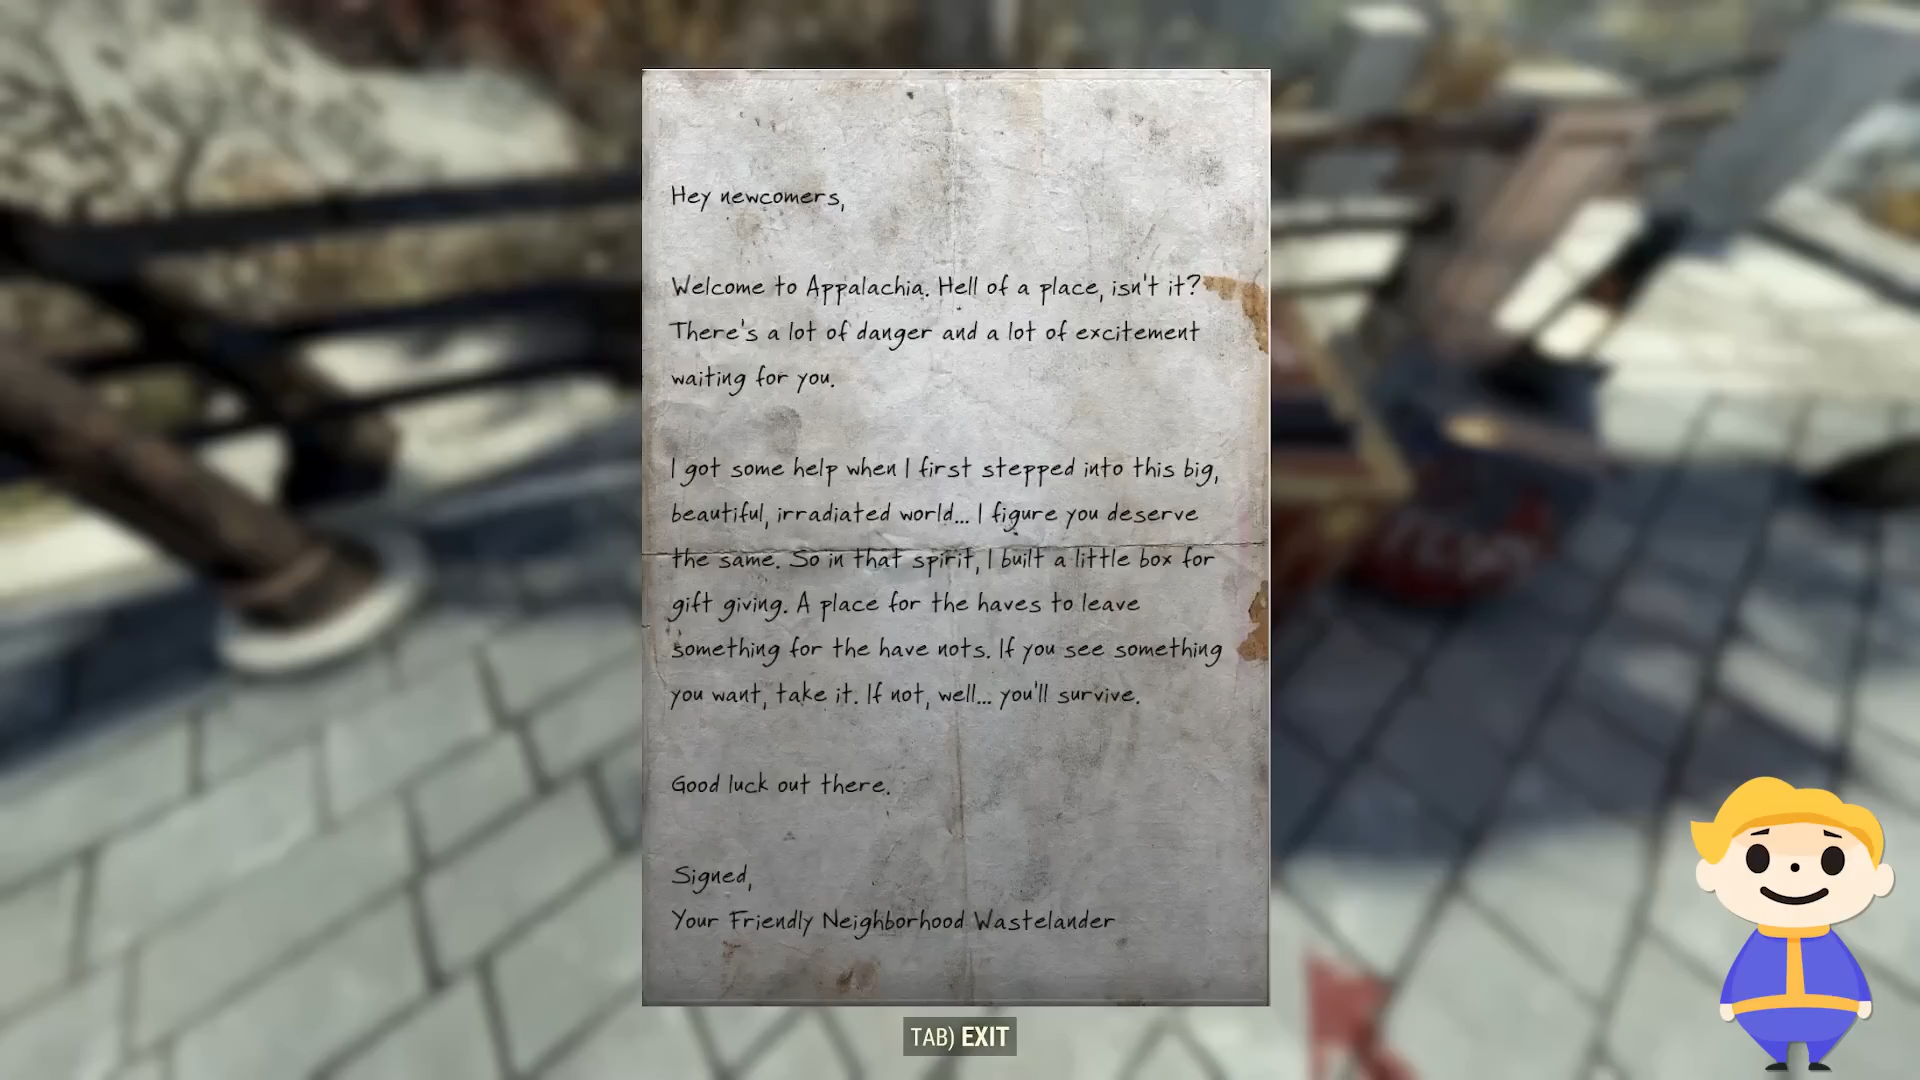 Hey newcomers,
Welcome to Appalachia. Hell of a place, isn't it?
There's a lot of danger and a lot of excitement
waiting for you.
I got some help when I first stepped into this big,
beautiful, irradiated world... I figure you deserve
the same. So in that spirit, I built a little box for
gift giving. A place for the haves to leave
something for the have nots. If you see something
you want, take it. If not, well... you'll survive.
Good luck out there.
Signed,
Your Friendly Neighborhood Wastelander
TAB) EXIT